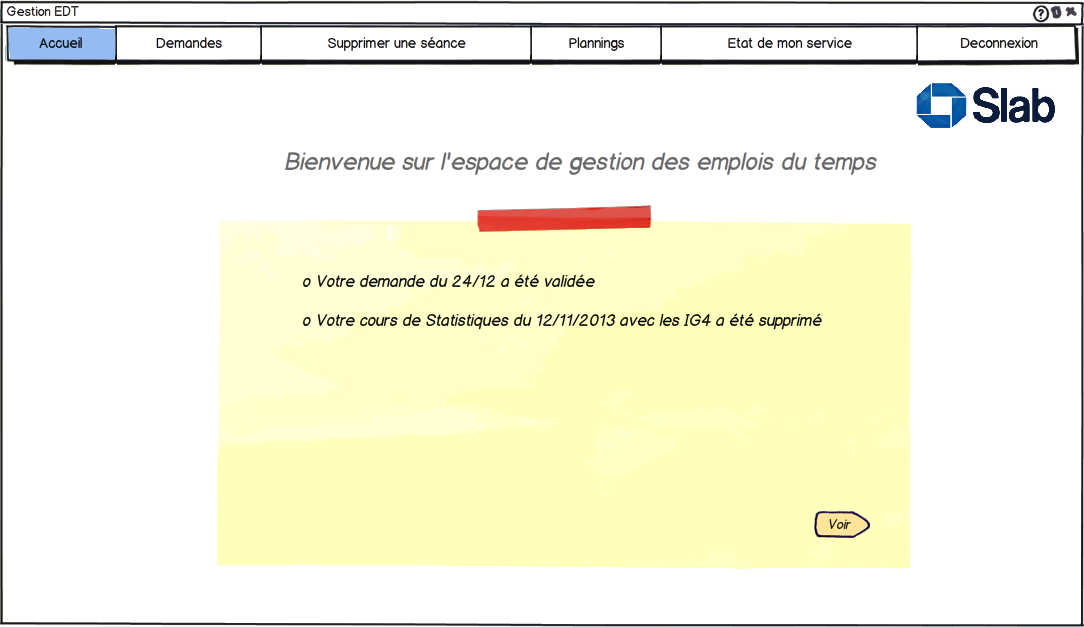 Gestion EDT
Accueil
Demandes
Supprimer une séance
Plannings
Etat de mon service
Deconnexion
Slab
Bienvenue sur l'espace de gestion des emplois du temps
o Votre demande du 24/12 a été validée
o Votre cours de Statistiques du 12/11/2013 avec les IG4 a été supprimé
Voir